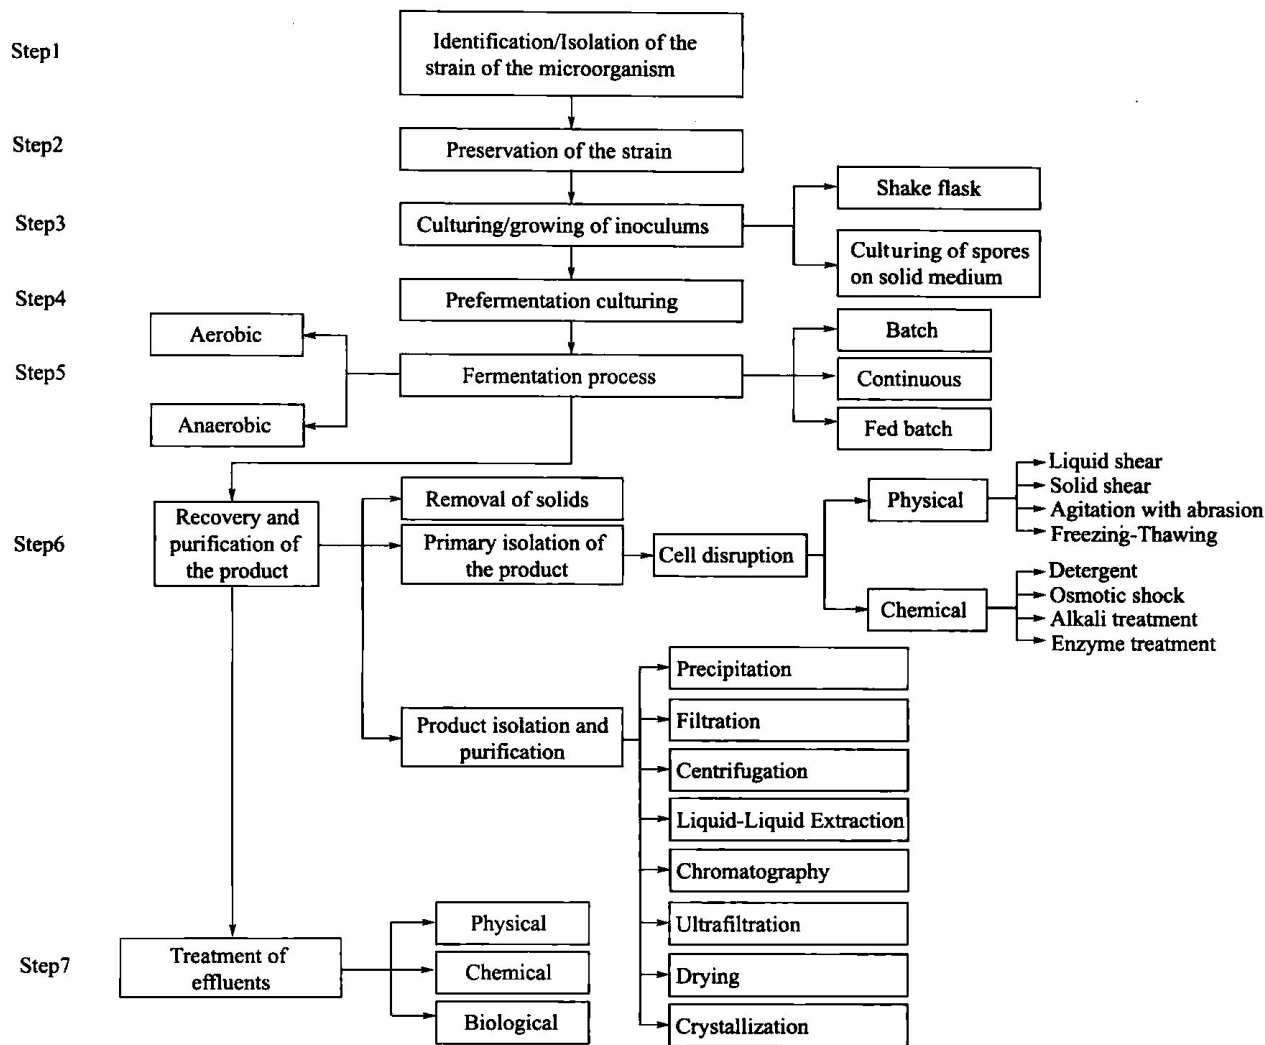 Step1
Identification/Isolation of the
strain of the microorganism
Step2
Preservation of the strain
Shake flask
Step3
Culturing/growing of inoculums
Culturing of spores
on solid medium
Step4
Prefermentation culturing
Aerobic
Batch
Step5
Fermentation process
Continuous
Anaerobic
Fed batch
Step6
Recovery and
purification of
the product
Removal of solids
Primary isolation of
the product
Cell disruption
Physical
Liquid shear
Solid shear
Agitation with abrasion
Freezing-Thawing
Chemical
Detergent
Osmotic shock
Alkali treatment
Enzyme treatment
Product isolation and
purification
Precipitation
Filtration
Centrifugation
Liquid-Liquid Extraction
Chromatography
Ultrafiltration
Drying
Crystallization
Step7
Treatment of
effluents
Physical
Chemical
Biological